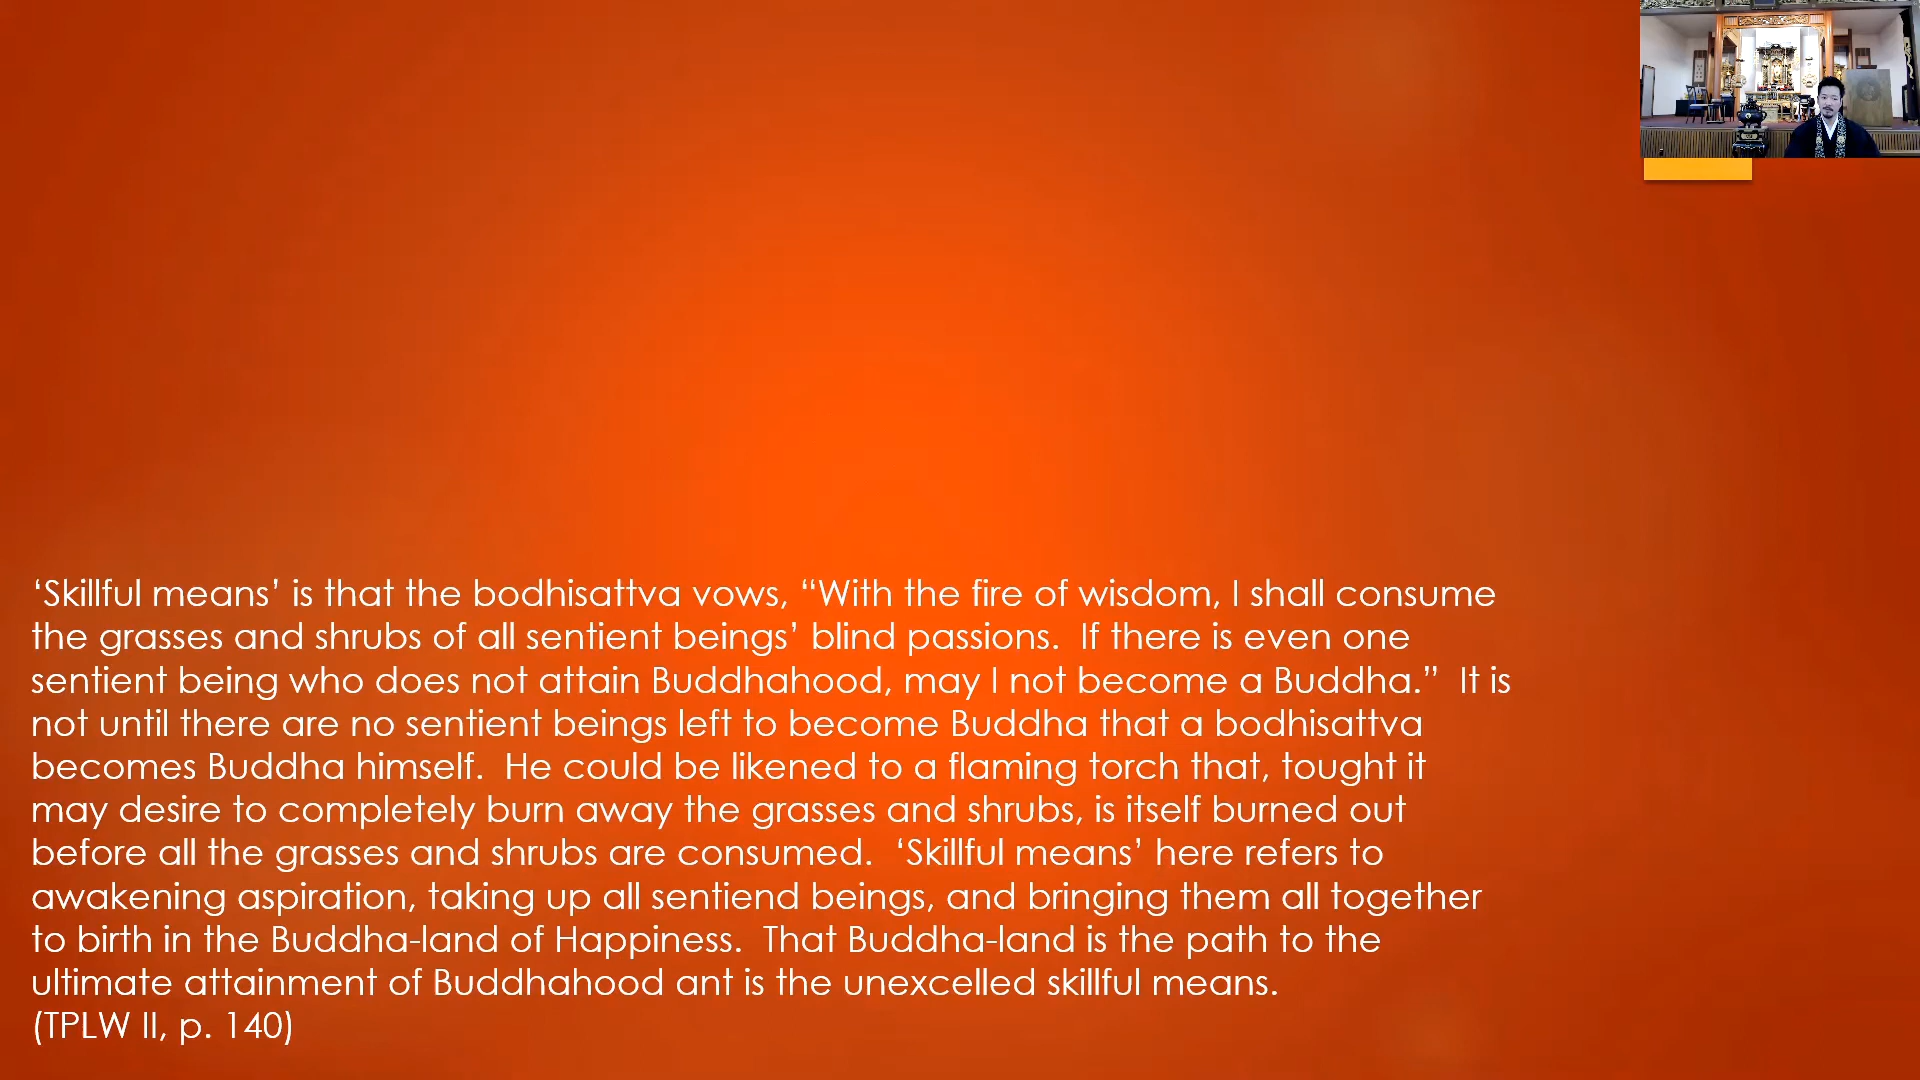 ‘Skillful means’ is that the bodhisattva vows, “With the fire of wisdom, I shall consume
the grasses and shrubs of all sentient beings’ blind passions.  If there is even one
sentient being who does not attain Buddhahood, may I not become a Buddha.”  It is
not until there are no sentient beings left to become Buddha that a bodhisattva
becomes Buddha himself.  He could be likened to a flaming torch that, tought it
may desire to completely burn away the grasses and shrubs, is itself burned out
before all the grasses and shrubs are consumed.  ‘Skillful means’ here refers to
awakening aspiration, taking up all sentiend beings, and bringing them all together
to birth in the Buddha-land of Happiness.  That Buddha-land is the path to the
ultimate attainment of Buddhahood ant is the unexcelled skillful means.
(TPLW II, p. 140)